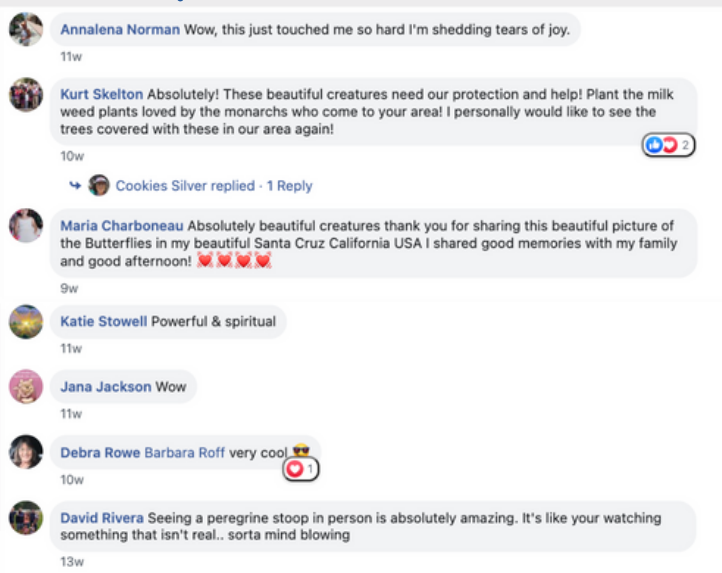 Annalena Norman Wow, this just touched me so hard I'm shedding tears of joy.
11w
Kurt Skelton Absolutely! These beautiful creatures need our protection and help! Plant the milk
weed plants loved by the monarchs who come to your area! I personally would like to see the
trees covered with these in our area again!
2
10w
Cookies Silver replied · 1 Reply
Maria Charboneau Absolutely beautiful creatures thank you for sharing this beautiful picture of
the Butterflies in my beautiful Santa Cruz California USA I shared good memories with my family
and good afternoon! 💓💓💓💓
9w
Katie Stowell Powerful & spiritual
11w
Jana Jackson Wow
11w
Debra Rowe Barbara Roff very cool 😎
1
10w
David Rivera Seeing a peregrine stoop in person is absolutely amazing. It's like your watching
something that isn't real.. sorta mind blowing
13w